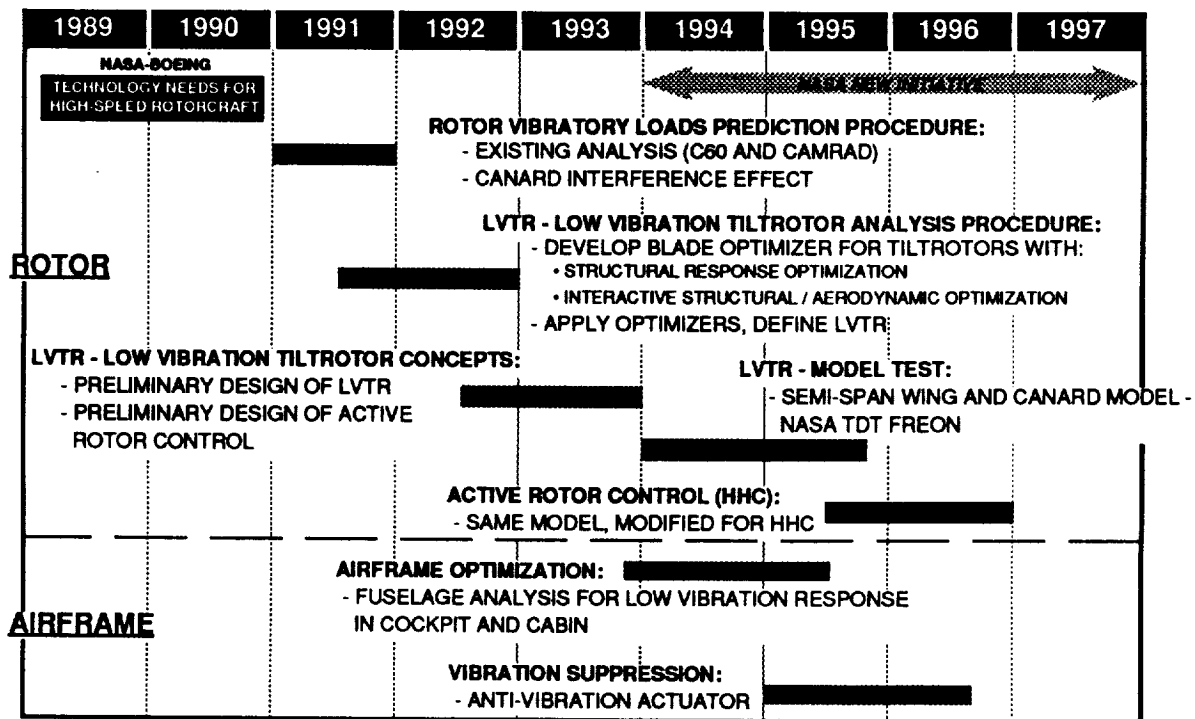 1989 1990 1991 1992 1993 1994 1995 1996 1997
NASA-BOEING
TECHNOLOGY NEEDS FOR
HIGH-SPEED ROTORCRAFT
NASA NEW INITIATIVE
ROTOR VIBRATORY LOADS PREDICTION PROCEDURE:
- EXISTING ANALYSIS (C60 AND CAMRAD)
- CANARD INTERFERENCE EFFECT
LVTR - LOW VIBRATION TILTROTOR ANALYSIS PROCEDURE:
- DEVELOP BLADE OPTIMIZER FOR TILTROTORS WITH:
• STRUCTURAL RESPONSE OPTIMIZATION
• INTERACTIVE STRUCTURAL / AERODYNAMIC OPTIMIZATION
- APPLY OPTIMIZERS, DEFINE LVTR
ROTOR
LVTR - LOW VIBRATION TILTROTOR CONCEPTS:
- PRELIMINARY DESIGN OF LVTR
- PRELIMINARY DESIGN OF ACTIVE
ROTOR CONTROL
LVTR - MODEL TEST:
- SEMI-SPAN WING AND CANARD MODEL -
NASA TDT FREON
ACTIVE ROTOR CONTROL (HHC):
- SAME MODEL, MODIFIED FOR HHC
AIRFRAME OPTIMIZATION:
- FUSELAGE ANALYSIS FOR LOW VIBRATION RESPONSE
IN COCKPIT AND CABIN
AIRFRAME
VIBRATION SUPPRESSION:
- ANTI-VIBRATION ACTUATOR